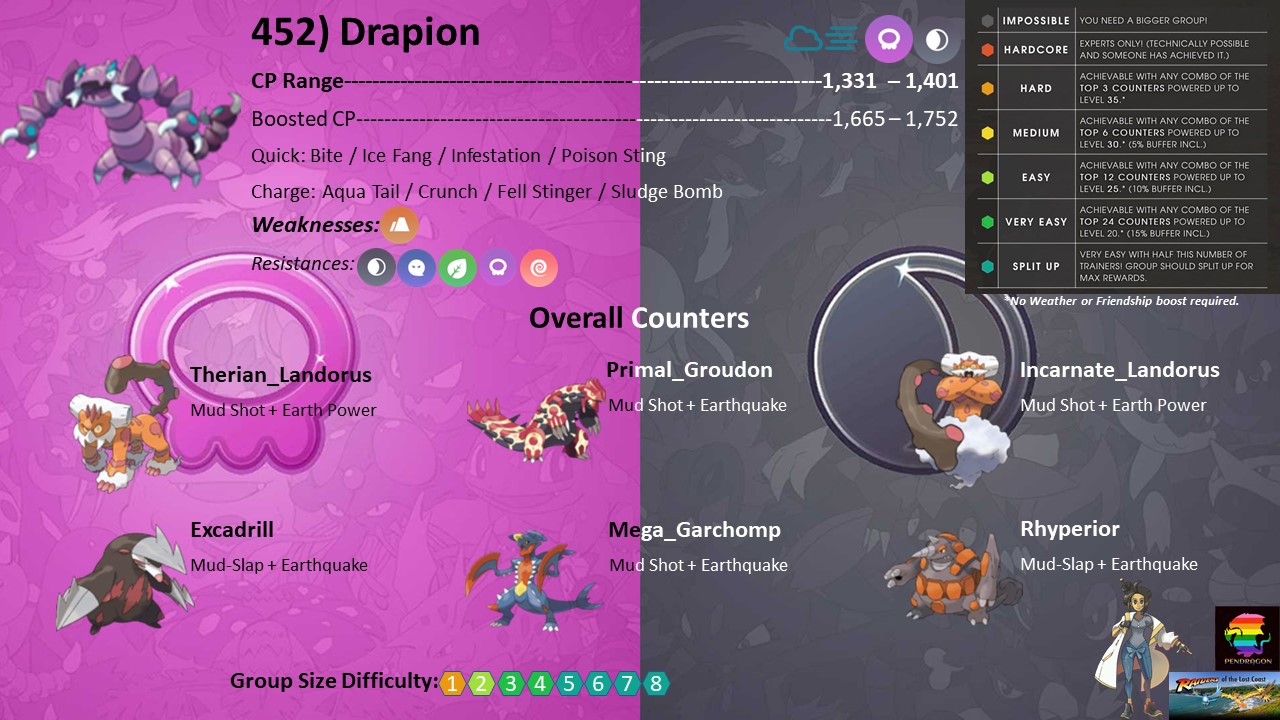 452) Drapion
CP Range--------------------------------------------------------------------1,331 – 1,401
Boosted CP--------------------------------------------------------------------1,665 – 1,752
Quick: Bite / Ice Fang / Infestation / Poison Sting
Charge: Aqua Tail / Crunch / Fell Stinger / Sludge Bomb
Weaknesses:
Resistances:
IMPOSSIBLE YOU NEED A BIGGER GROUP!
HARDCORE EXPERTS ONLY! (TECHNICALLY POSSIBLE
AND SOMEONE HAS ACHIEVED IT.)
HARD ACHIEVABLE WITH ANY COMBO OF THE
TOP 3 COUNTERS POWERED UP TO
LEVEL 35.*
MEDIUM ACHIEVABLE WITH ANY COMBO OF THE
TOP 6 COUNTERS POWERED UP TO
LEVEL 30.* (5% BUFFER INCL.)
EASY ACHIEVABLE WITH ANY COMBO OF THE
TOP 12 COUNTERS POWERED UP TO
LEVEL 25.* (10% BUFFER INCL.)
VERY EASY ACHIEVABLE WITH ANY COMBO OF THE
TOP 24 COUNTERS POWERED UP TO
LEVEL 20.* (15% BUFFER INCL.)
SPLIT UP VERY EASY WITH HALF THIS NUMBER OF
TRAINERS! GROUP SHOULD SPLIT UP FOR
MAX REWARDS.
*No Weather or Friendship boost required.
Overall Counters
Therian_Landorus
Mud Shot + Earth Power
Primal_Groudon
Mud Shot + Earthquake
Incarnate_Landorus
Mud Shot + Earth Power
Excadrill
Mud-Slap + Earthquake
Mega_Garchomp
Mud Shot + Earthquake
Rhyperior
Mud-Slap + Earthquake
Group Size Difficulty: 1 2 3 4 5 6 7 8
PENDRAGON
RAIDERS of the Lost Coast